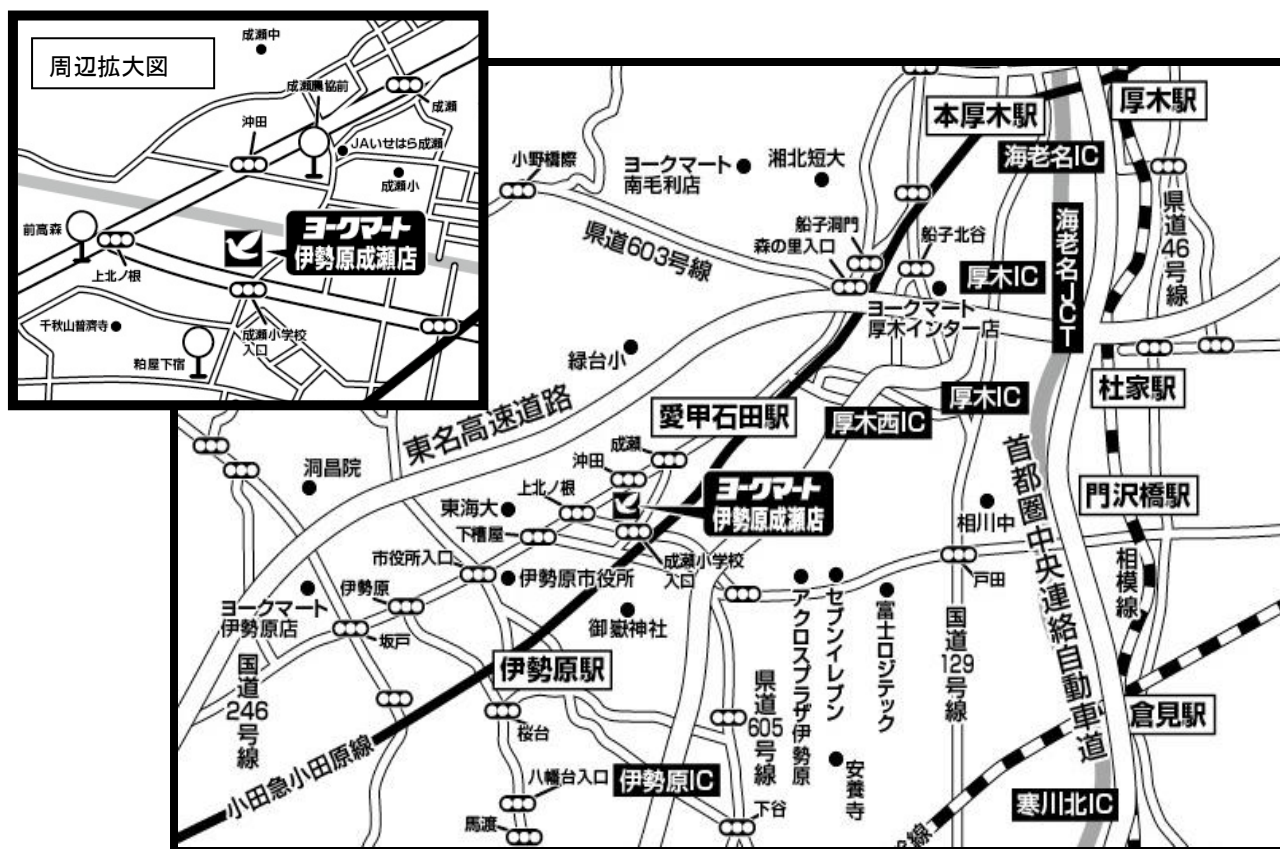 周辺拡大図
成瀬中
成瀬農協前
成瀬
沖田
JAいせはら成瀬
成瀬小
前高森
上北ノ根
ヨークマート
伊勢原成瀬店
千秋山普濟寺
成瀬小学校
入口
粕屋下宿
本厚木駅
厚木駅
海老名IC
小野橋際
ヨークマート
南毛利店
湘北短大
県道46号線
県道603号線
船子洞門
森の里入口
船子北谷
厚木IC
海老名JCT
ヨークマート
厚木インター店
緑台小
東名高速道路
愛甲石田駅
厚木西IC
厚木IC
社家駅
首都圏中央連絡自動車道
成瀬
沖田
上北ノ根
ヨークマート
伊勢原成瀬店
洞昌院
東海大
下糟屋
成瀬小学校
入口
相川中
門沢橋駅
相模線
市役所入口
伊勢原市役所
伊勢原
ヨークマート
伊勢原店
坂戸
御嶽神社
アクロスプラザ伊勢原
セブンイレブン
富士ロジテック
戸田
国道129号線
国道246号線
伊勢原駅
県道605号線
倉見駅
桜台
小田急小田原線
八幡台入口
伊勢原IC
安養寺
寒川北IC
馬渡
下谷